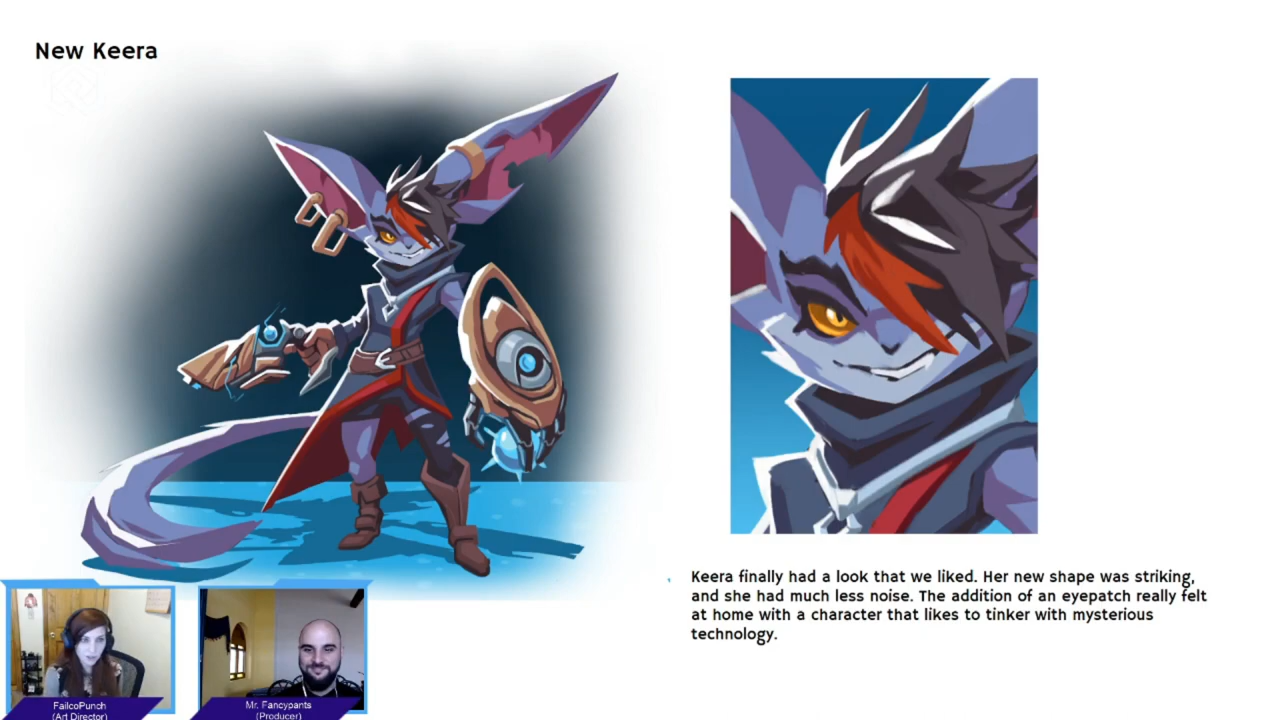 New Keera
Keera finally had a look that we liked. Her new shape was striking,
and she had much less noise. The addition of an eyepatch really felt
at home with a character that likes to tinker with mysterious
technology.
FailcoPunch
(Art Director)
Mr. Fancypants
(Producer)